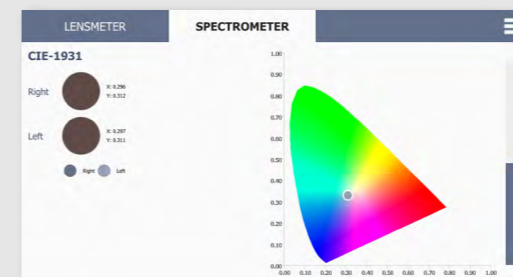 LENSMETER
SPECTROMETER
CIE-1931
Right
X: 0.296
Y: 0.312
Left
X: 0.297
Y: 0.311
Right
Left
1.00
0.90
0.80
0.70
0.60
0.50
0.40
0.30
0.20
0.10
0.00
0.00 0.10 0.20 0.30 0.40 0.50 0.60 0.70 0.80 0.90 1.00